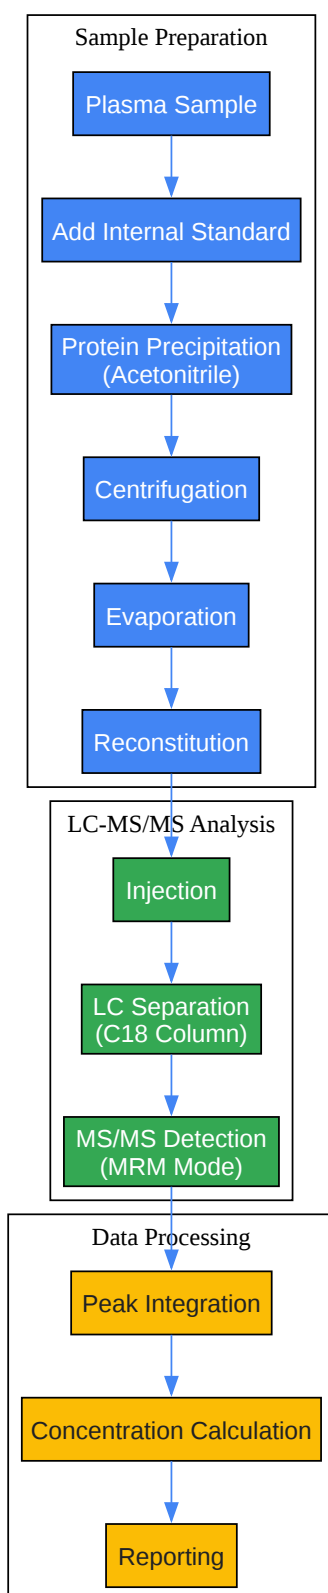 Sample Preparation
Plasma Sample
Add Internal Standard
Protein Precipitation
(Acetonitrile)
Centrifugation
Evaporation
Reconstitution
LC-MS/MS Analysis
Injection
LC Separation
(C18 Column)
MS/MS Detection
(MRM Mode)
Data Processing
Peak Integration
Concentration Calculation
Reporting